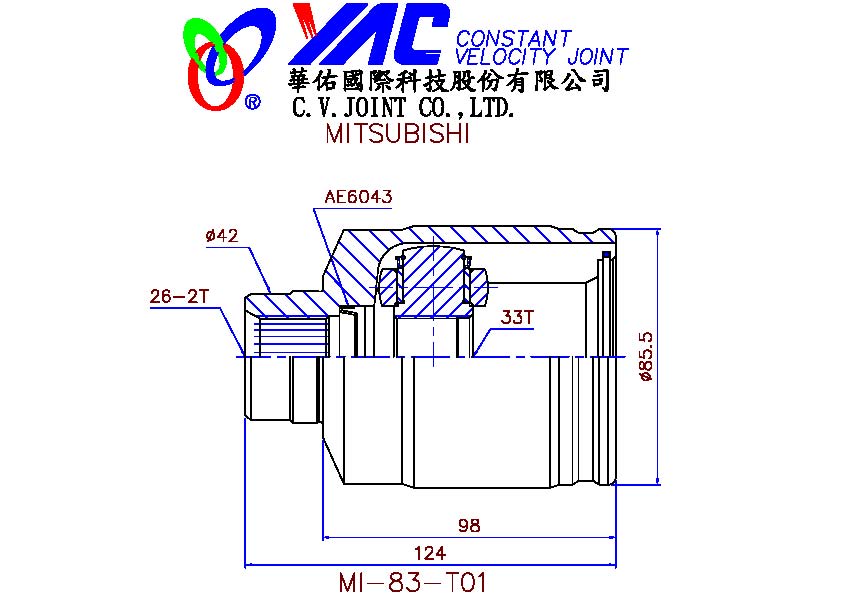 YAC CONSTANT
VELOCITY JOINT
®
華佑國際科技股份有限公司
C.V.JOINT CO.,LTD.
MITSUBISHI
AE6043
ø42
26-2T
33T
ø85.5
98
124
MI-83-T01